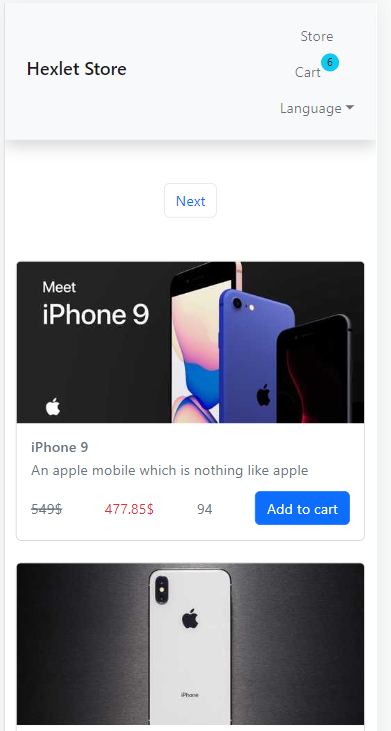 Store
Hexlet Store
Cart 6
Language
Next
Meet
iPhone 9
iPhone 9
An apple mobile which is nothing like apple
549$ 477.85$ 94 Add to cart
iPhone